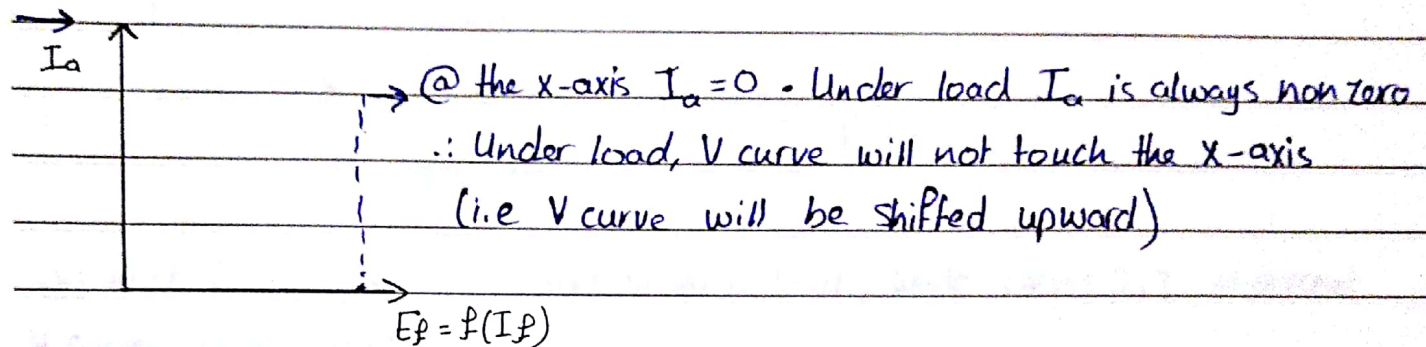 Ia
@ the x-axis Ia=0 . Under load Ia is always non zero
∴ Under load, V curve will not touch the x-axis
(i.e V curve will be shifted upward)
Ef = f(If)